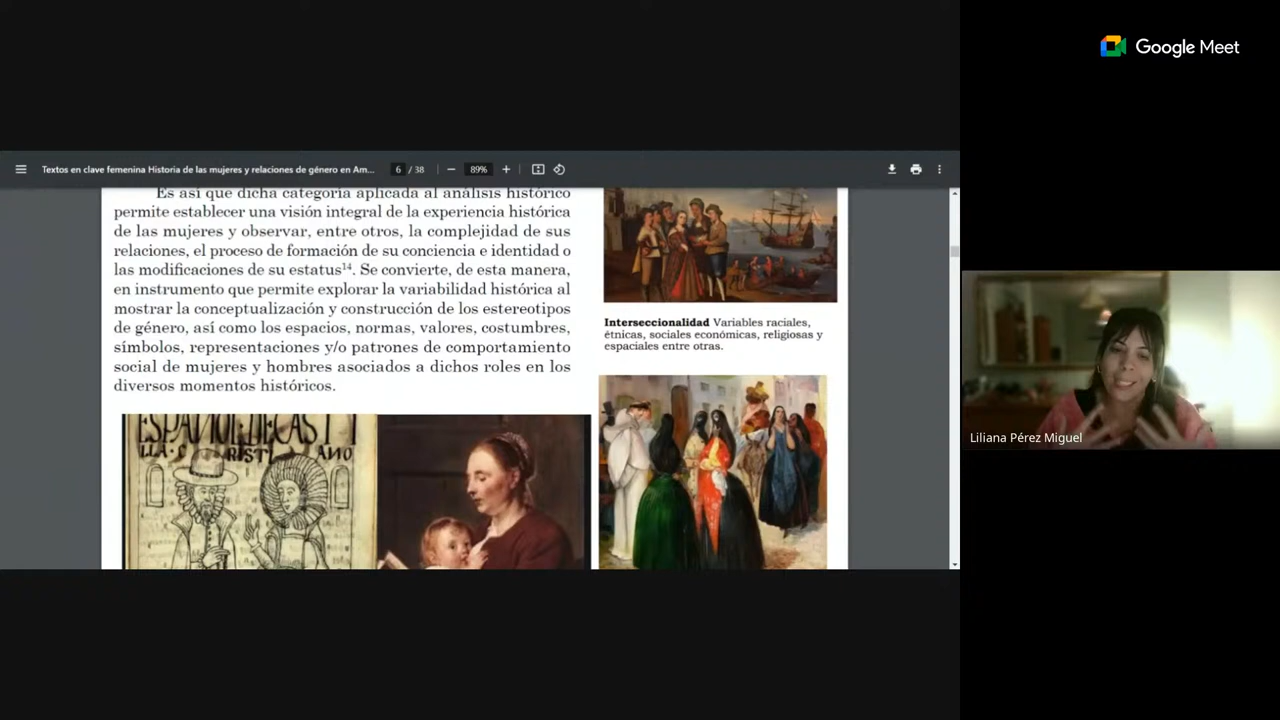 Google Meet
Textos en clave femenina Historia de las mujeres y relaciones de género en Am...
6 / 38
89%
Es así que dicha categoría aplicada al análisis histórico
permite establecer una visión integral de la experiencia histórica
de las mujeres y observar, entre otros, la complejidad de sus
relaciones, el proceso de formación de su conciencia e identidad o
las modificaciones de su estatus¹⁴. Se convierte, de esta manera,
en instrumento que permite explorar la variabilidad histórica al
mostrar la conceptualización y construcción de los estereotipos
de género, así como los espacios, normas, valores, costumbres,
símbolos, representaciones y/o patrones de comportamiento
social de mujeres y hombres asociados a dichos roles en los
diversos momentos históricos.
Interseccionalidad Variables raciales,
étnicas, sociales económicas, religiosas y
espaciales entre otras.
ESPAÑOL DE CASTI
LLA CRISTIANO
Liliana Pérez Miguel